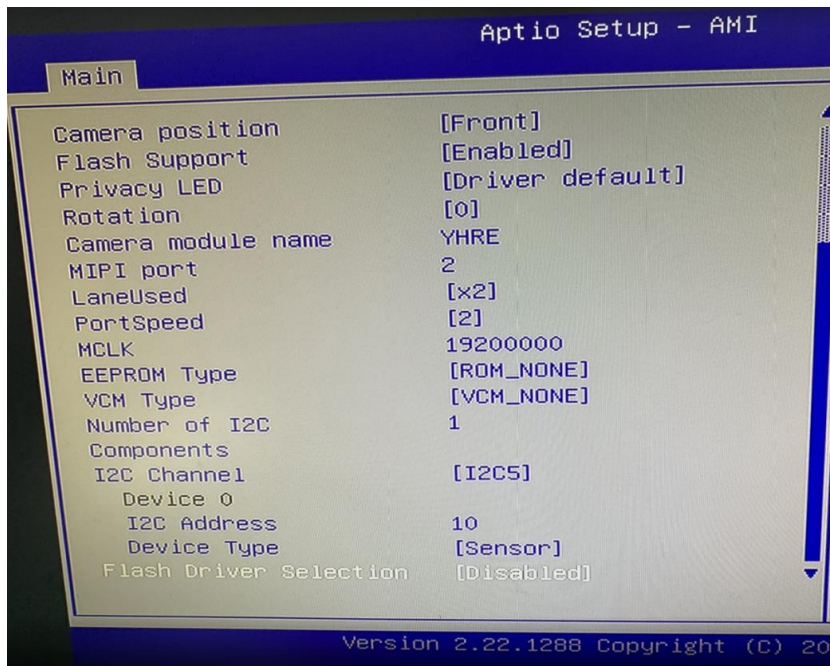 Aptio Setup - AMI
Main
Camera position [Front]
Flash Support [Enabled]
Privacy LED [Driver default]
Rotation [0]
Camera module name YHRE
MIPI port 2
LaneUsed [x2]
PortSpeed [2]
MCLK 19200000
EEPROM Type [ROM_NONE]
VCM Type [VCM_NONE]
Number of I2C 1
Components
I2C Channel [I2C5]
Device 0
I2C Address 10
Device Type [Sensor]
Flash Driver Selection [Disabled]
Version 2.22.1288 Copyright (C) 20